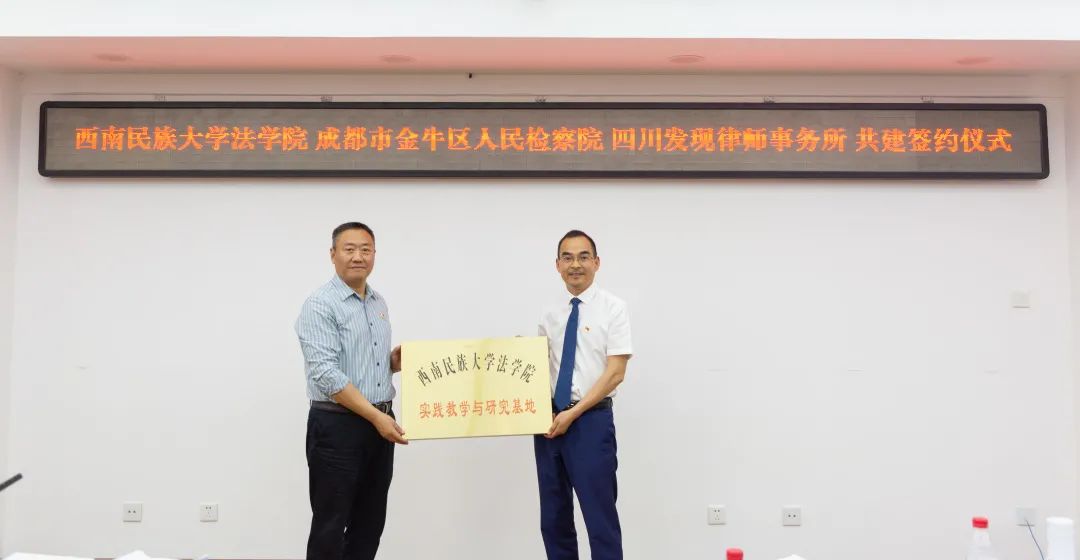 西南民族大学法学院 成都市金牛区人民检察院 四川发现律师事务所 共建签约仪式
西南民族大学法学院
实践教学与研究基地